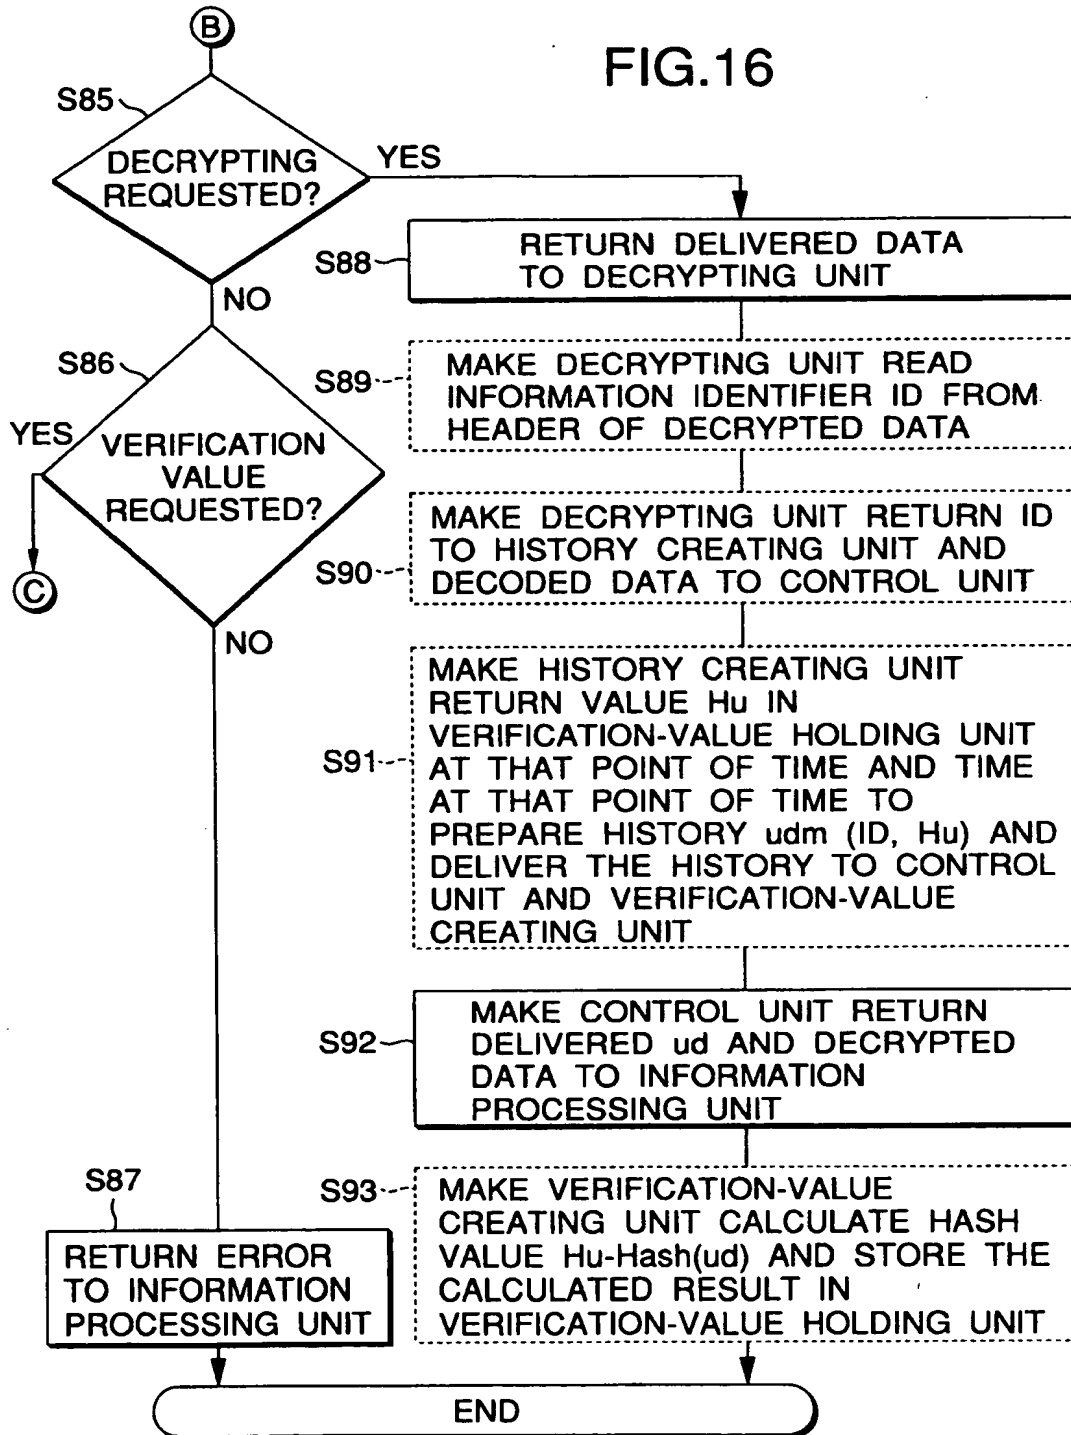 B
FIG.16
S85
DECRYPTING
REQUESTED?
YES
NO
S88
RETURN DELIVERED DATA
TO DECRYPTING UNIT
S86
YES
VERIFICATION
VALUE
REQUESTED?
C
NO
S89
MAKE DECRYPTING UNIT READ
INFORMATION IDENTIFIER ID FROM
HEADER OF DECRYPTED DATA
S90
MAKE DECRYPTING UNIT RETURN ID
TO HISTORY CREATING UNIT AND
DECODED DATA TO CONTROL UNIT
S91
MAKE HISTORY CREATING UNIT
RETURN VALUE Hu IN
VERIFICATION-VALUE HOLDING UNIT
AT THAT POINT OF TIME AND TIME
AT THAT POINT OF TIME TO
PREPARE HISTORY udm (ID, Hu) AND
DELIVER THE HISTORY TO CONTROL
UNIT AND VERIFICATION-VALUE
CREATING UNIT
S92
MAKE CONTROL UNIT RETURN
DELIVERED ud AND DECRYPTED
DATA TO INFORMATION
PROCESSING UNIT
S87
RETURN ERROR
TO INFORMATION
PROCESSING UNIT
S93
MAKE VERIFICATION-VALUE
CREATING UNIT CALCULATE HASH
VALUE Hu-Hash(ud) AND STORE THE
CALCULATED RESULT IN
VERIFICATION-VALUE HOLDING UNIT
END